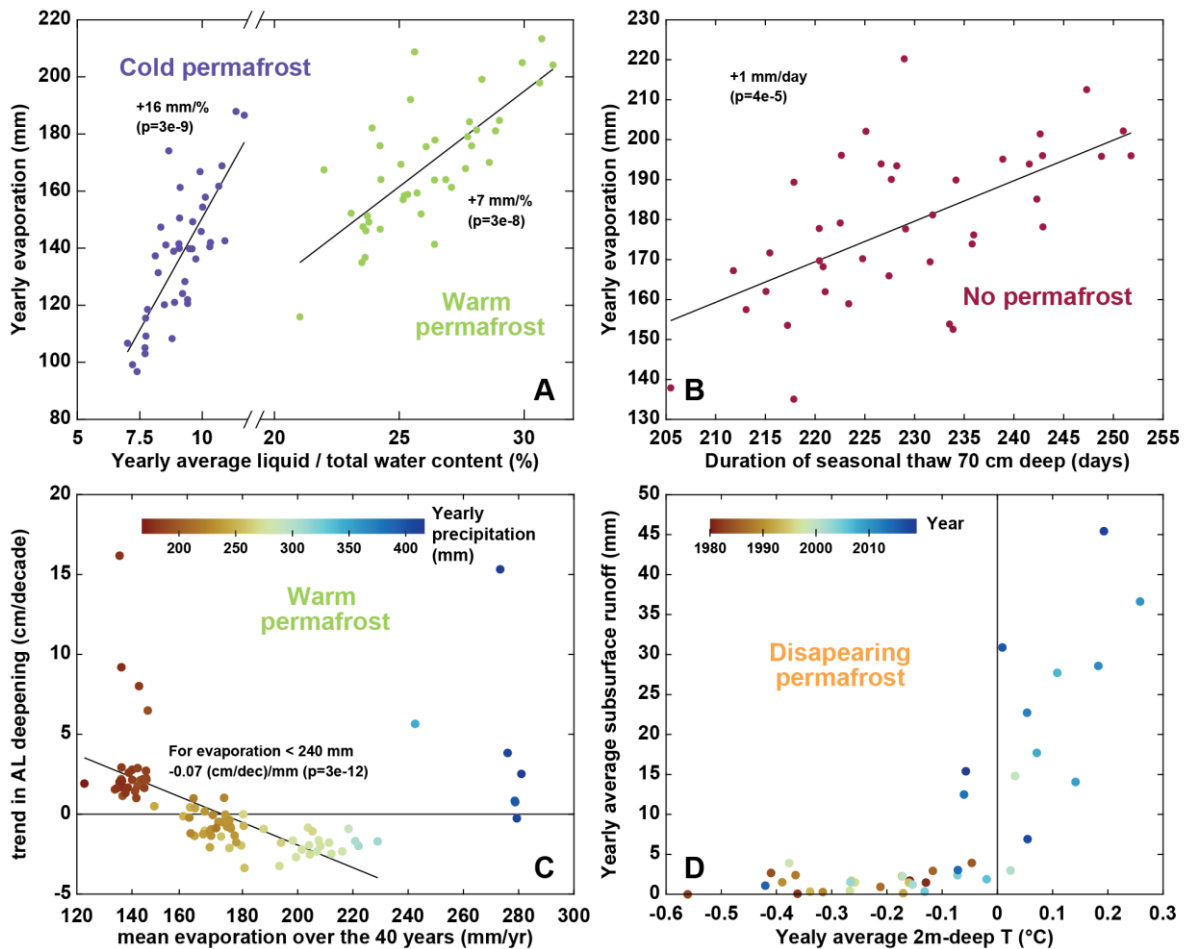 A
Cold permafrost
+16 mm/%
(p=3e-9)
+7 mm/%
(p=3e-8)
Warm
permafrost
Yearly evaporation (mm)
220
200
180
160
140
120
100
80
5
7.5
10
20
25
30
Yearly average liquid / total water content (%)
B
+1 mm/day
(p=4e-5)
No permafrost
Yearly evaporation (mm)
230
220
210
200
190
180
170
160
150
140
130
205
210
215
220
225
230
235
240
245
250
255
Duration of seasonal thaw 70 cm deep (days)
C
Yearly
precipitation
(mm)
200
250
300
350
400
Warm
permafrost
For evaporation < 240 mm
-0.07 (cm/dec)/mm (p=3e-12)
trend in AL deepening (cm/decade)
20
15
10
5
0
-5
120
140
160
180
200
220
240
260
280
300
mean evaporation over the 40 years (mm/yr)
D
Year
1980
1990
2000
2010
Disapearing
permafrost
Yearly average subsurface runoff (mm)
50
45
40
35
30
25
20
15
10
5
0
-0.6
-0.5
-0.4
-0.3
-0.2
-0.1
0
0.1
0.2
0.3
Yealy average 2m-deep T (°C)